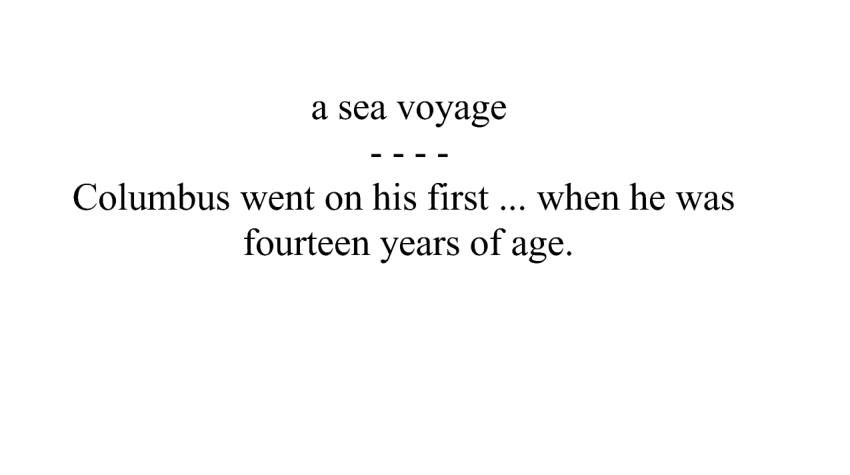 a sea voyage
- - - -
Columbus went on his first ... when he was
fourteen years of age.